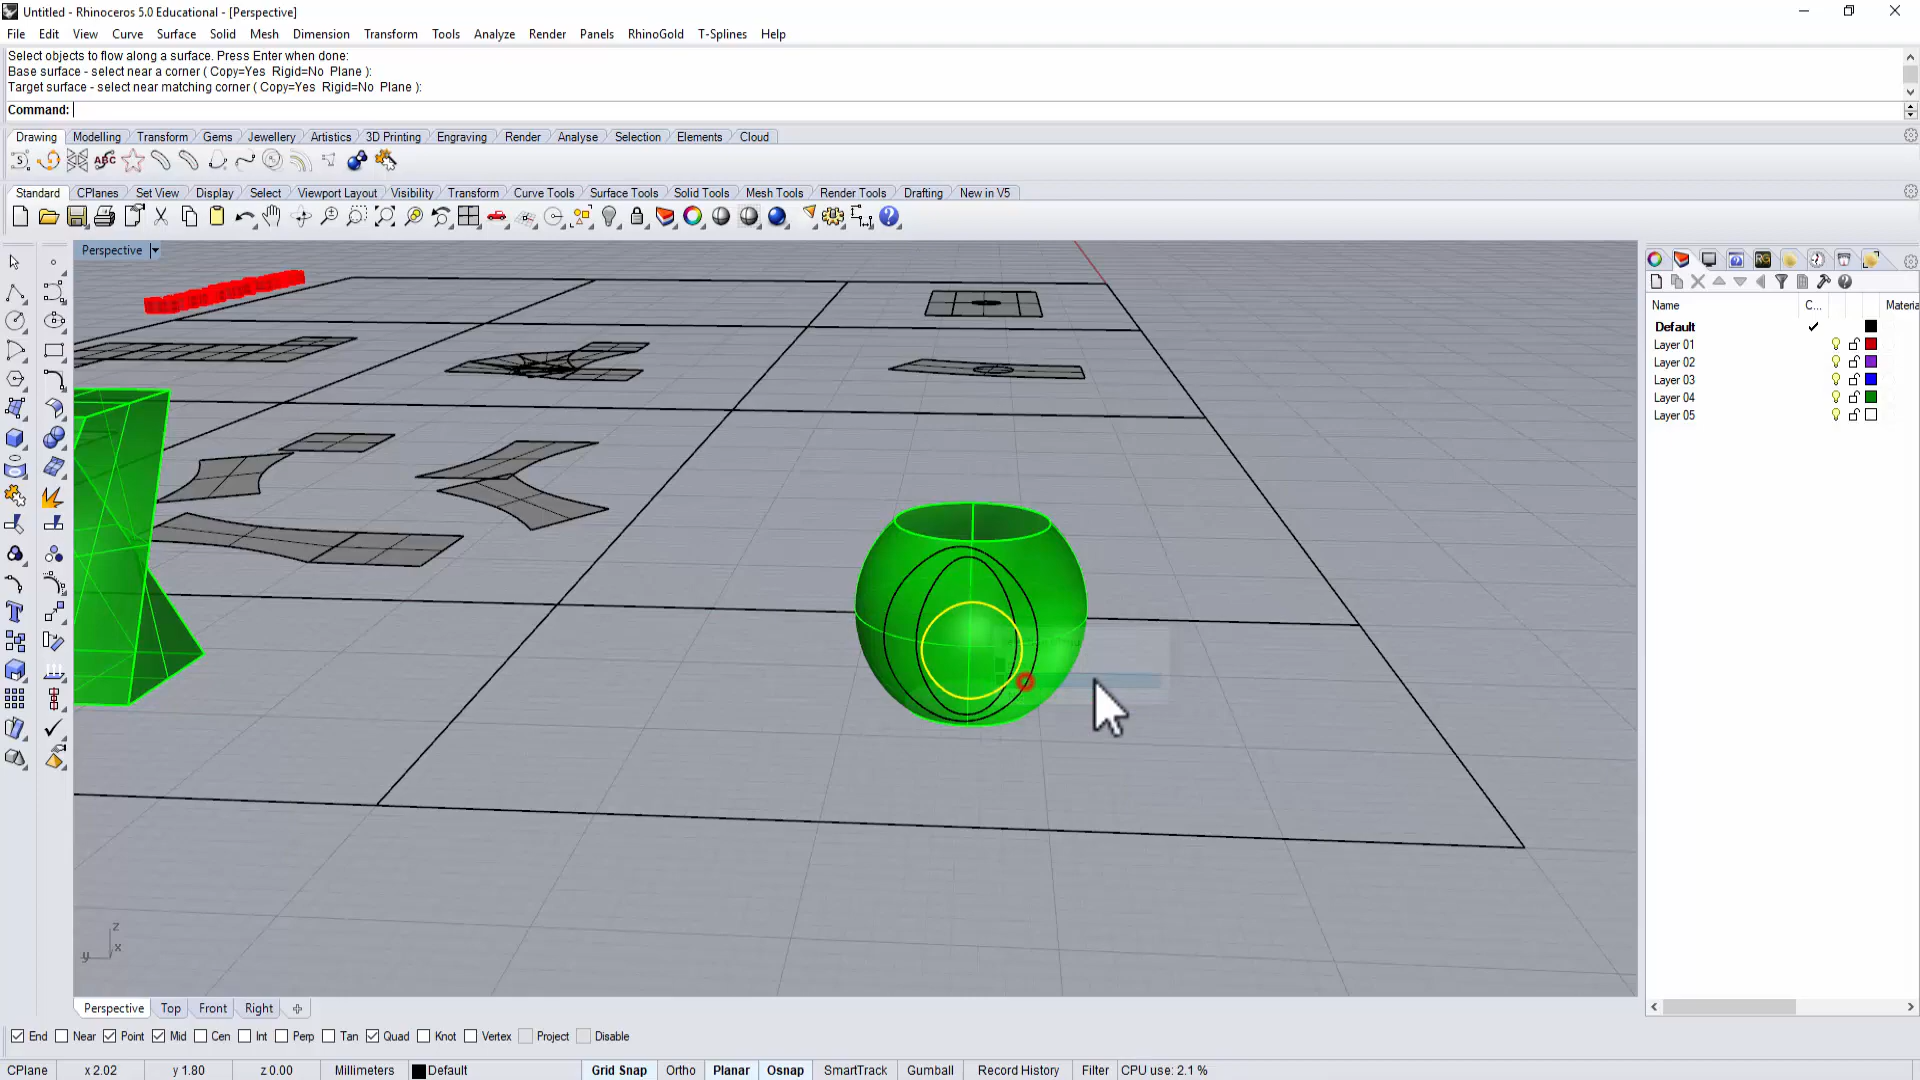 Untitled - Rhinoceros 5.0 Educational - [Perspective]
File Edit View Curve Surface Solid Mesh Dimension Transform Tools Analyze Render Panels RhinoGold T-Splines Help
Select objects to flow along a surface. Press Enter when done:
Base surface - select near a corner ( Copy=Yes Rigid=No Plane ):
Target surface - select near matching corner ( Copy=Yes Rigid=No Plane ):
Command:
Drawing Modelling Transform Gems Jewellery Artistics 3D Printing Engraving Render Analyse Selection Elements Cloud
ABC
Standard CPlanes Set View Display Select Viewport Layout Visibility Transform Curve Tools Surface Tools Solid Tools Mesh Tools Render Tools Drafting New in V5
Perspective
Name C... Materia
Default
Layer 01
Layer 02
Layer 03
Layer 04
Layer 05
z
y x
Perspective Top Front Right
End Near Point Mid Cen Int Perp Tan Quad Knot Vertex Project Disable
CPlane x 2.02 y 1.80 z 0.00 Millimeters Default Grid Snap Ortho Planar Osnap SmartTrack Gumball Record History Filter CPU use: 2.1 %